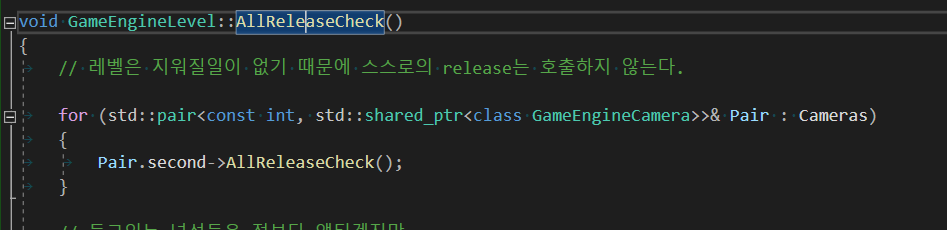 void GameEngineLevel::AllReleaseCheck()
{
// 레벨은 지워질일이 없기 때문에 스스로의 release는 호출하지 않는다.
for (std::pair<const int, std::shared_ptr<class GameEngineCamera>>& Pair : Cameras)
{
Pair.second->AllReleaseCheck();
}